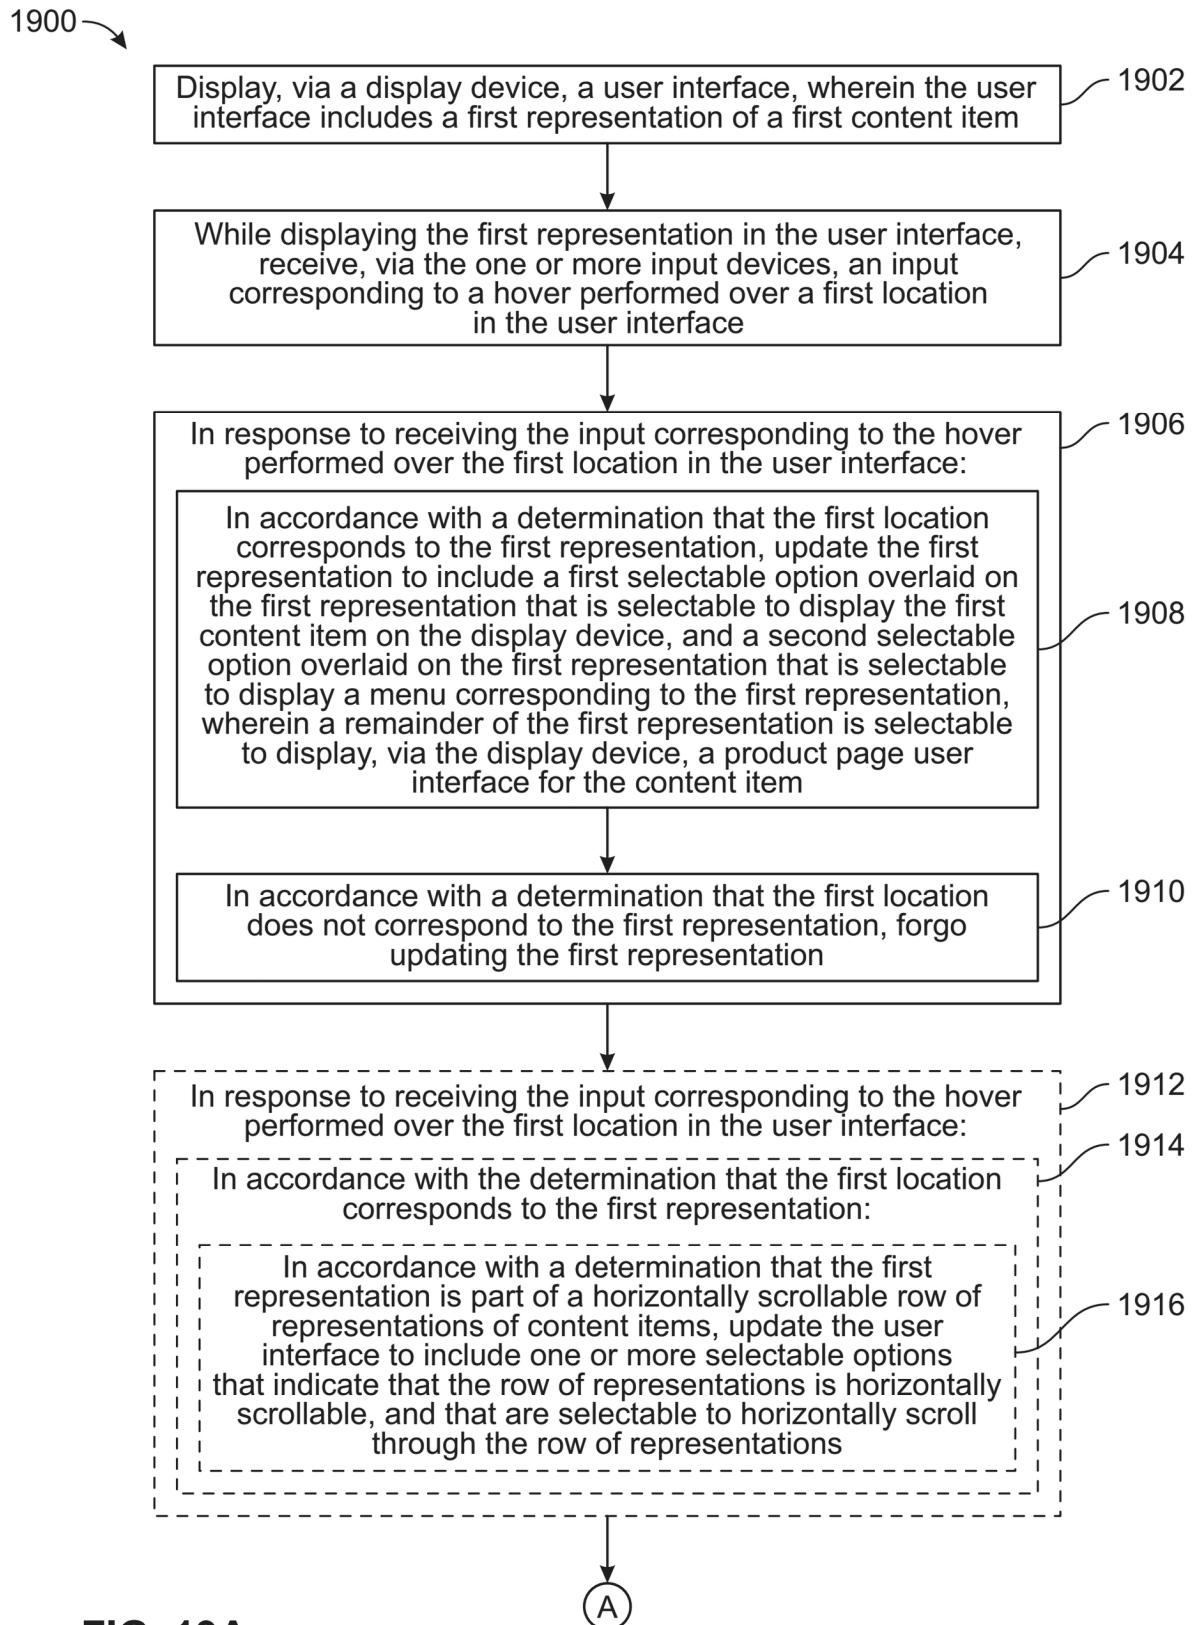 1900
Display, via a display device, a user interface, wherein the user
interface includes a first representation of a first content item
1902
While displaying the first representation in the user interface,
receive, via the one or more input devices, an input
corresponding to a hover performed over a first location
in the user interface
1904
In response to receiving the input corresponding to the hover
performed over the first location in the user interface:
1906
In accordance with a determination that the first location
corresponds to the first representation, update the first
representation to include a first selectable option overlaid on
the first representation that is selectable to display the first
content item on the display device, and a second selectable
option overlaid on the first representation that is selectable
to display a menu corresponding to the first representation,
wherein a remainder of the first representation is selectable
to display, via the display device, a product page user
interface for the content item
1908
In accordance with a determination that the first location
does not correspond to the first representation, forgo
updating the first representation
1910
In response to receiving the input corresponding to the hover
performed over the first location in the user interface:
1912
In accordance with the determination that the first location
corresponds to the first representation:
1914
In accordance with a determination that the first
representation is part of a horizontally scrollable row of
representations of content items, update the user
interface to include one or more selectable options
that indicate that the row of representations is horizontally
scrollable, and that are selectable to horizontally scroll
through the row of representations
1916
A
FIG. 19A